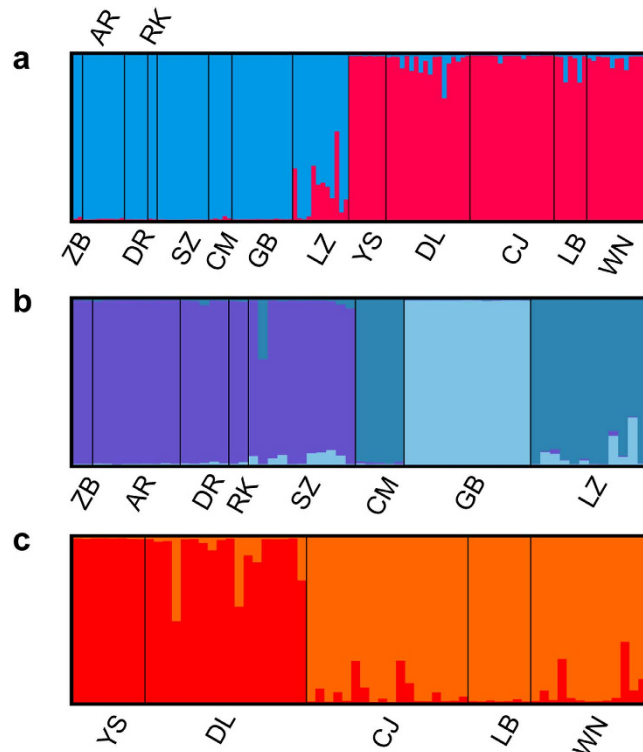 AR RK
a
ZB DR SZ CM GB LZ YS DL CJ LB WN
b
ZB AR DR RK SZ CM GB LZ
c
YS DL CJ LB WN